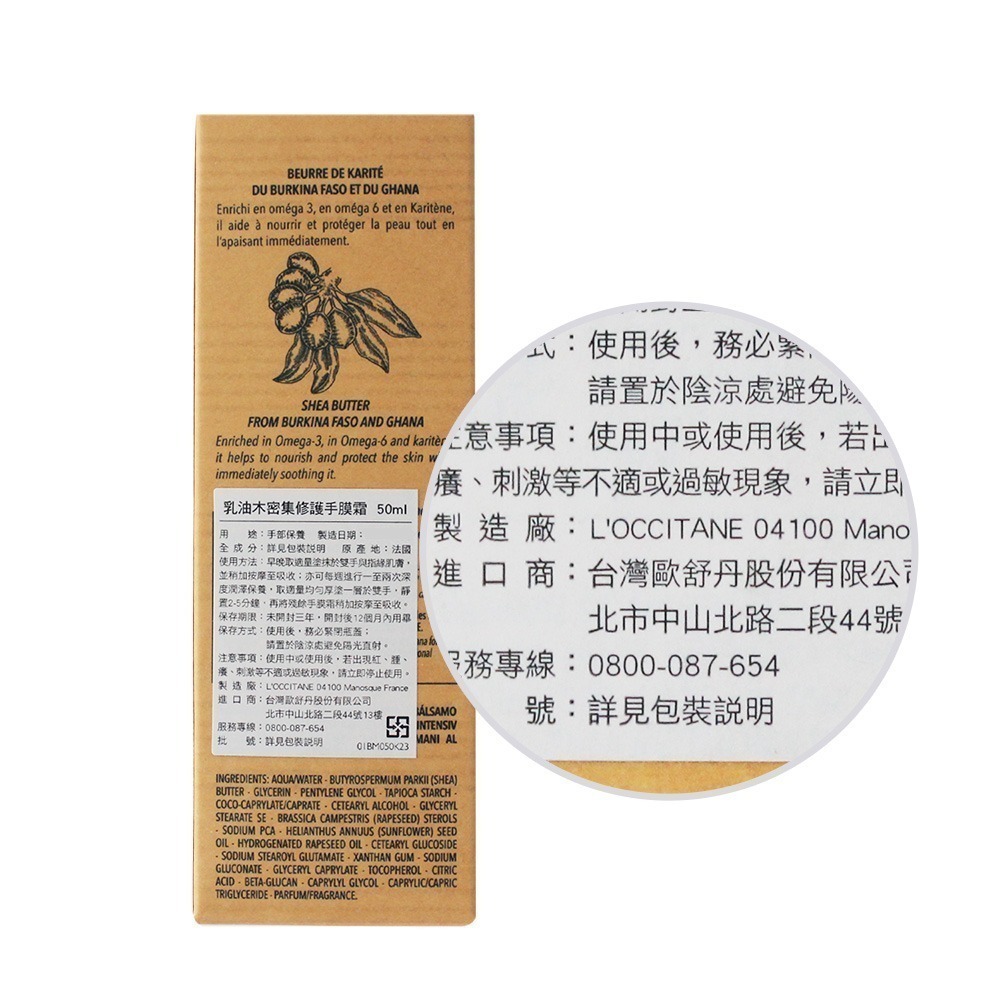 BEURRE DE KARITÉ
DU BURKINA FASO ET DU GHANA
Enrichi en oméga 3, en oméga 6 et en Karitène,
il aide à nourrir et protéger la peau tout en
l'apaisant immédiatement.
SHEA BUTTER
FROM BURKINA FASO AND GHANA
Enriched in Omega-3, in Omega-6 and karitèn
it helps to nourish and protect the skin w
immediately soothing it.
乳油木密集修護手膜霜 50ml
用 途：手部保養 製造日期：
全成分：詳見包裝說明 原產地：法國
使用方法：早晚取適量塗抹於雙手與指緣肌膚，
並稍加按摩至吸收；亦可每週進行一至兩次深
度潤澤保養，取適量均勻厚塗一層於雙手，靜
置2-5分鐘，再將殘餘手膜霜稍加按摩至吸收。
保存期限：未開封三年，開封後12個月內用畢
保存方式：使用後，務必緊閉瓶蓋；
請置於陰涼處避免陽光直射。
注意事項：使用中或使用後，若出現紅、腫、
癢、刺激等不適或過敏現象，請立即停止使用。
製造廠：L'OCCITANE 04100 Manosque France
進口商：台灣歐舒丹股份有限公司
北市中山北路二段44號13樓
服務專線：0800-087-654
批 號：詳見包裝說明 01BM050K23
BÁLSAMO
INTENSIV
MANI AL
INGREDIENTS: AQUA/WATER - BUTYROSPERMUM PARKII (SHEA)
BUTTER - GLYCERIN - PENTYLENE GLYCOL - TAPIOCA STARCH -
COCO-CAPRYLATE/CAPRATE - CETEARYL ALCOHOL - GLYCERYL
STEARATE SE - BRASSICA CAMPESTRIS (RAPESEED) STEROLS
- SODIUM PCA - HELIANTHUS ANNUUS (SUNFLOWER) SEED
OIL - HYDROGENATED RAPESEED OIL - CETEARYL GLUCOSIDE
- SODIUM STEAROYL GLUTAMATE - XANTHAN GUM - SODIUM
GLUCONATE - GLYCERYL CAPRYLATE - TOCOPHEROL - CITRIC
ACID - BETA-GLUCAN - CAPRYLYL GLYCOL - CAPRYLIC/CAPRIC
TRIGLYCERIDE - PARFUM/FRAGRANCE.
式：使用後，務必緊
請置於陰涼處避免陽
意事項：使用中或使用後，若出
癢、刺激等不適或過敏現象，請立即
製造廠：L'OCCITANE 04100 Mano
進口商：台灣歐舒丹股份有限公司
北市中山北路二段44號
服務專線：0800-087-654
號：詳見包裝說明